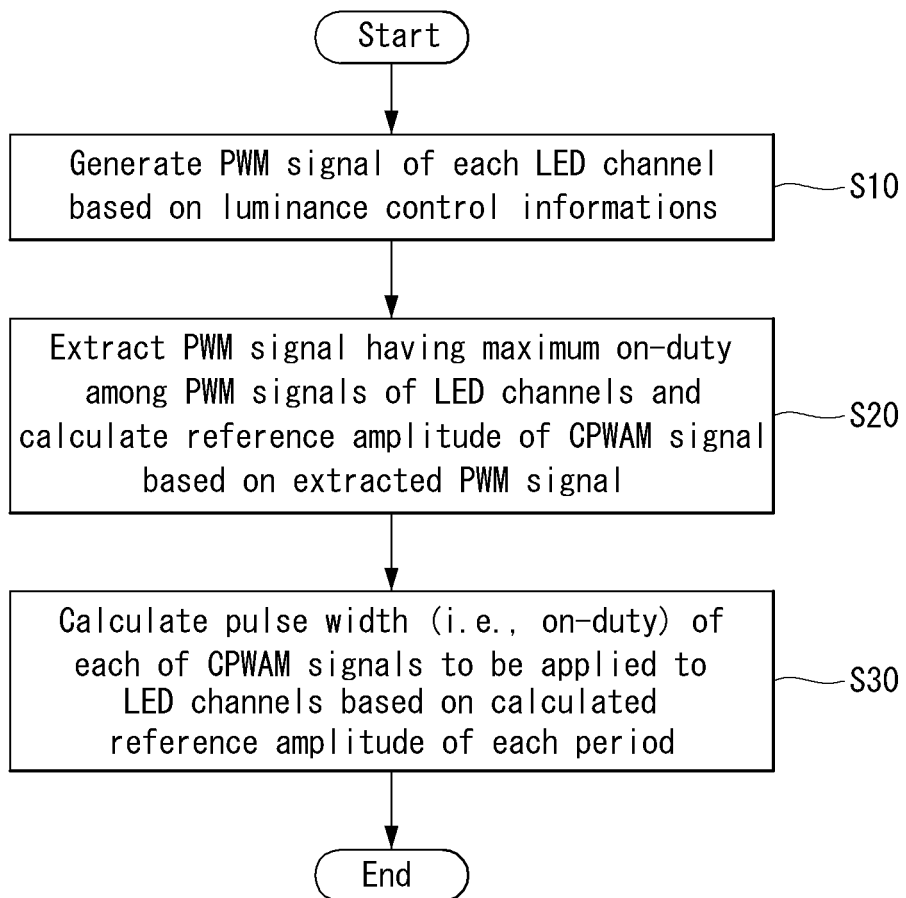 Start
Generate PWM signal of each LED channel
based on luminance control informations
S10
Extract PWM signal having maximum on-duty
among PWM signals of LED channels and
calculate reference amplitude of CPWAM signal
based on extracted PWM signal
S20
Calculate pulse width (i.e., on-duty) of
each of CPWAM signals to be applied to
LED channels based on calculated
reference amplitude of each period
S30
End